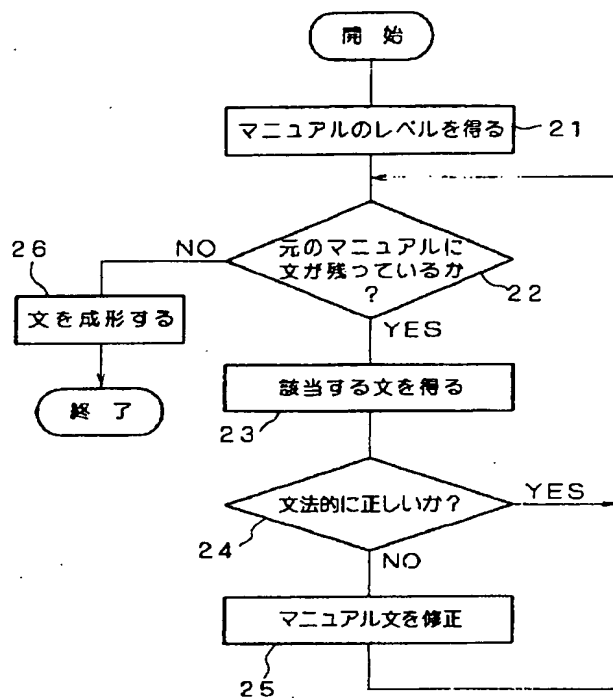 開始
マニュアルのレベルを得る
21
元のマニュアルに
文が残っているか
?
22
NO
26
文を成形する
終了
YES
該当する文を得る
23
文法的に正しいか?
YES
24
NO
マニュアル文を修正
25